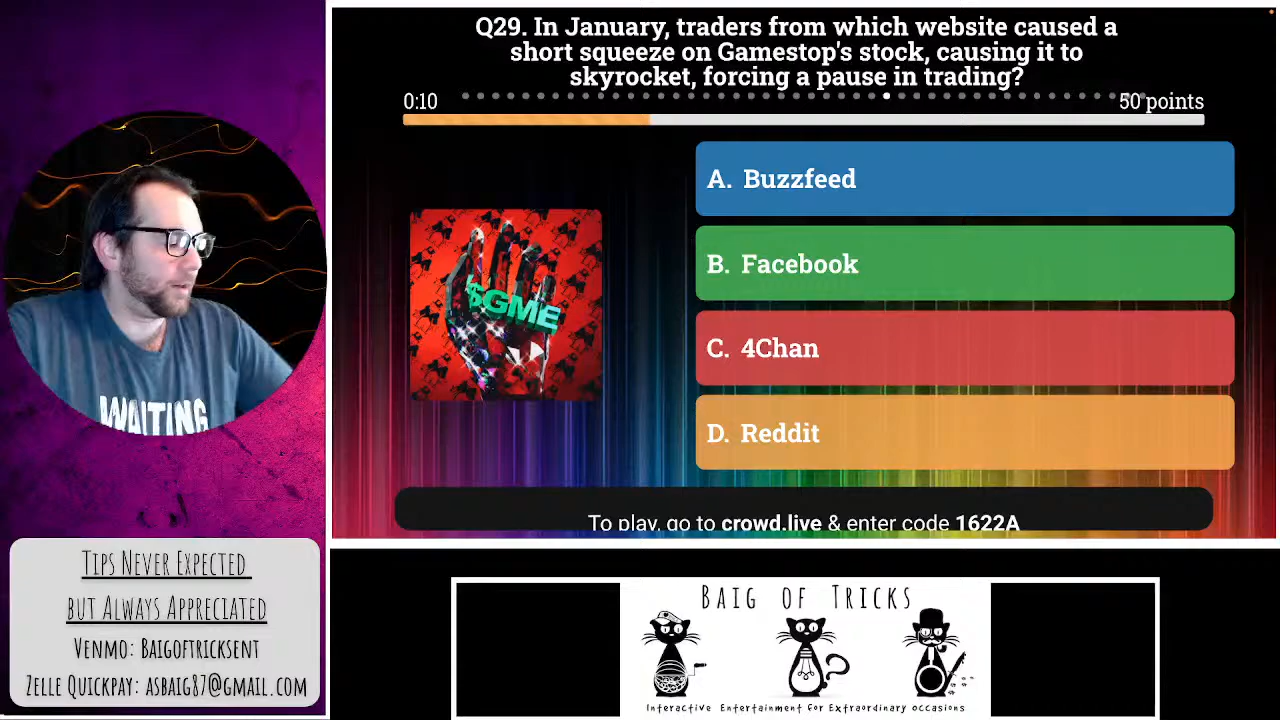 Q29. In January, traders from which website caused a
short squeeze on Gamestop's stock, causing it to
skyrocket, forcing a pause in trading?
0:10
50 points
A. Buzzfeed
B. Facebook
C. 4Chan
D. Reddit
$GME
WAITING
To play, go to crowd.live & enter code 1622A
Tips Never Expected
but Always Appreciated
Venmo: Baigoftricksent
Zelle Quickpay: asbaig87@gmail.com
Baig of Tricks
Interactive Entertainment for Extraordinary Occasions